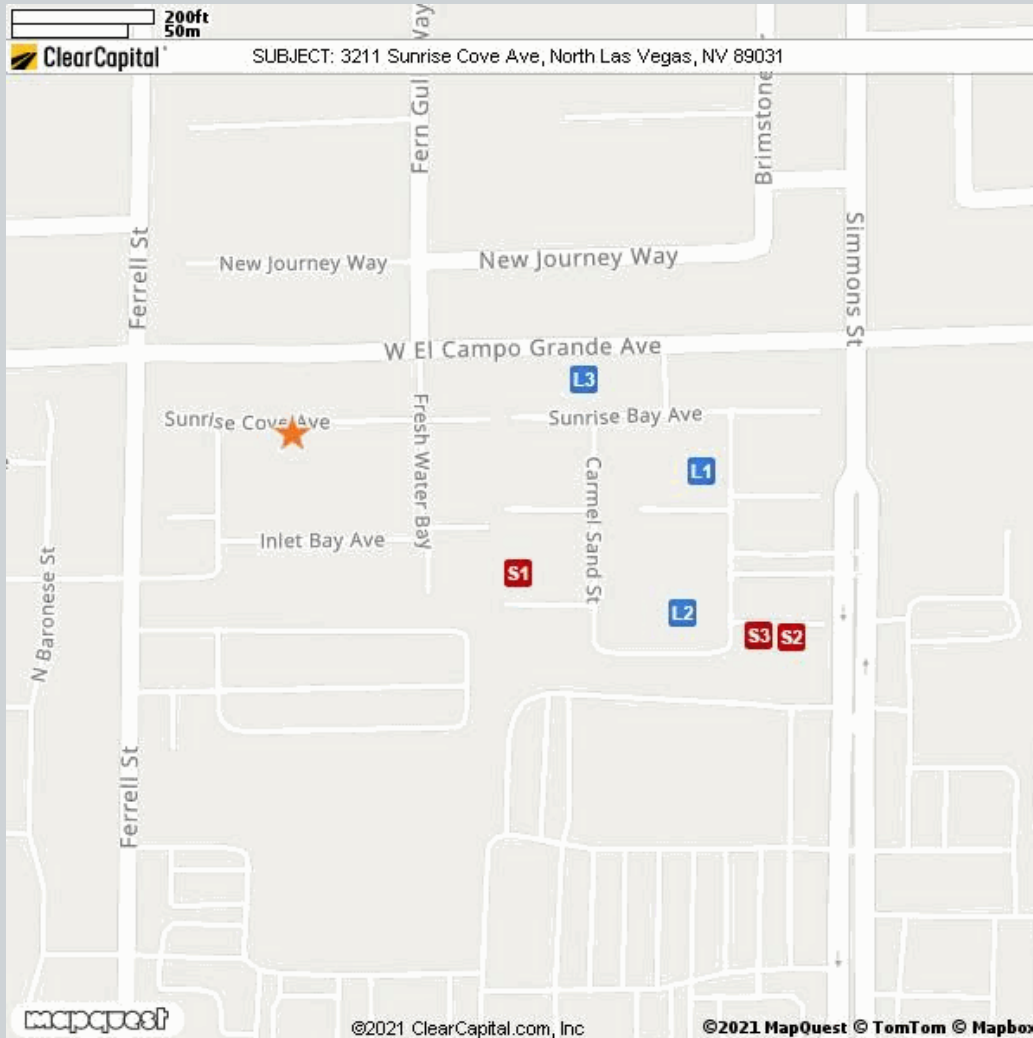 200ft
50m
ClearCapital
SUBJECT: 3211 Sunrise Cove Ave, North Las Vegas, NV 89031
Fern Gul
way
Brimstone
Ferrell St
New Journey Way
New Journey Way
Simmons St
W El Campo Grande Ave
L3
Sunrise Cove Ave
Sunrise Bay Ave
Fresh Water Bay
L1
Carmel Sand St
Inlet Bay Ave
N Baronese St
S1
L2
S3
S2
Ferrell St
mapquest
©2021 ClearCapital.com, Inc
©2021 MapQuest © TomTom © Mapbox